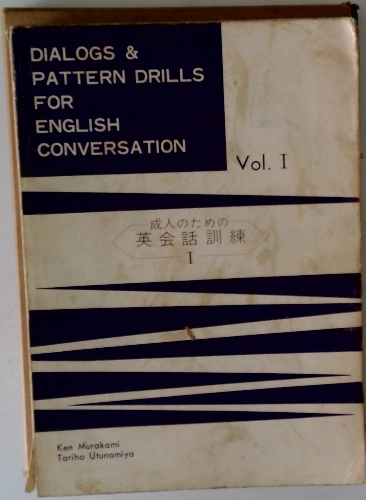 DIALOGS &
PATTERN DRILLS
FOR
ENGLISH
CONVERSATION
Vol. I
成人のための
英会話訓練
I
Ken Murakami
Tariho Utunomiya